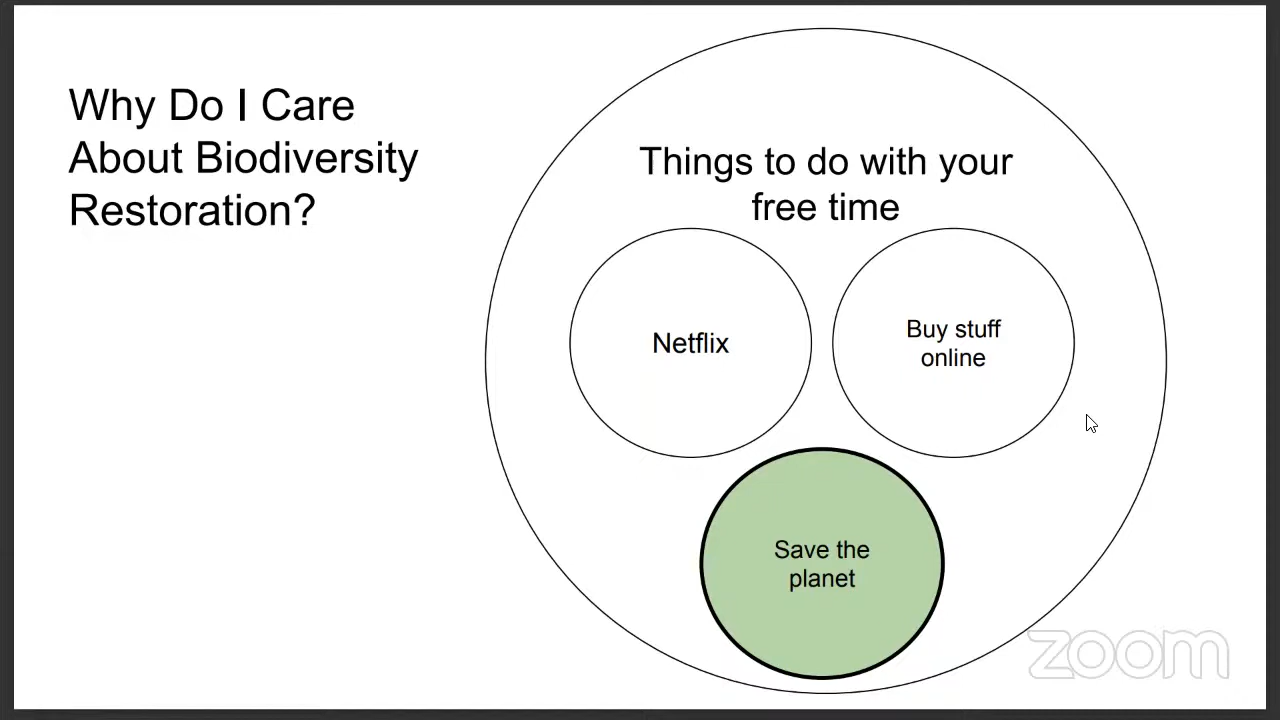 Why Do I Care
About Biodiversity
Restoration?
Things to do with your
free time
Netflix
Buy stuff
online
Save the
planet
zoom